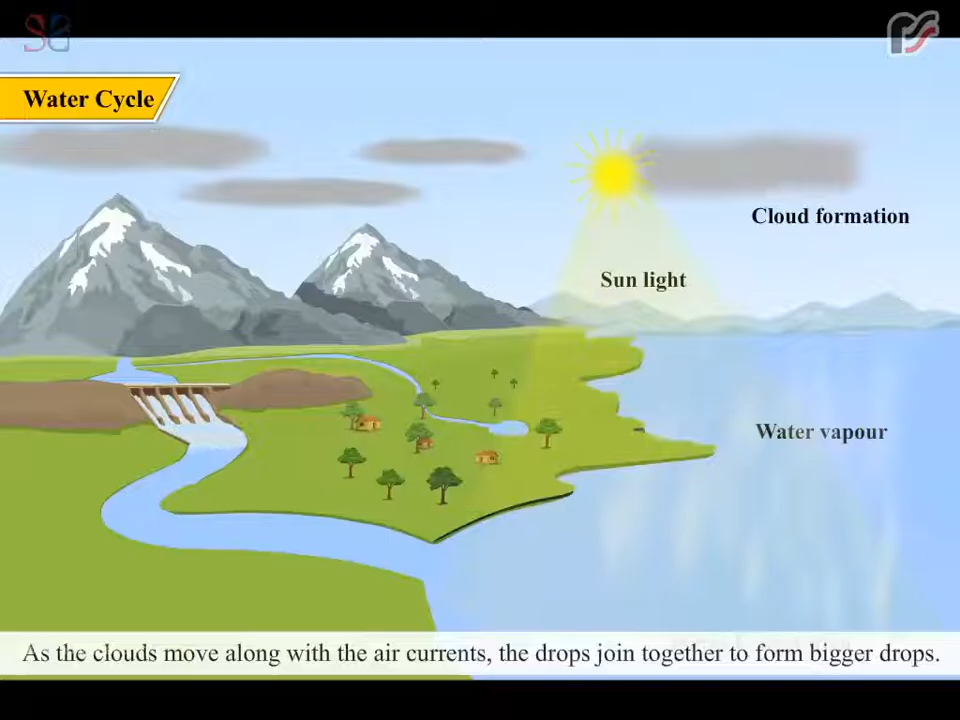 Water Cycle
Cloud formation
Sun light
Water vapour
As the clouds move along with the air currents, the drops join together to form bigger drops.